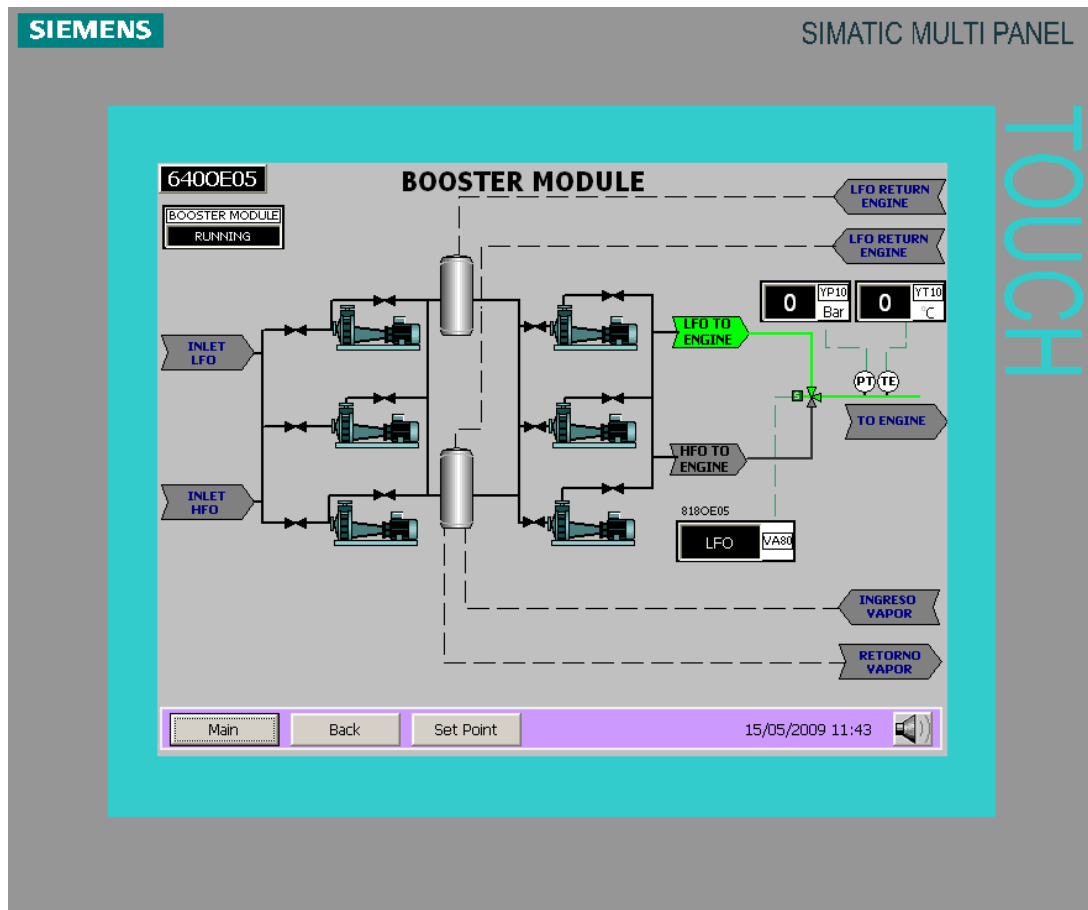 SIEMENS
SIMATIC MULTI PANEL
TOUCH
640OE05
BOOSTER MODULE
BOOSTER MODULE
RUNNING
LFO RETURN
ENGINE
LFO RETURN
ENGINE
0
YP10
Bar
0
YT10
°C
INLET
LFO
LFO TO
ENGINE
PT
TE
S
TO ENGINE
HFO TO
ENGINE
INLET
HFO
818OE05
LFO
VA80
INGRESO
VAPOR
RETORNO
VAPOR
Main
Back
Set Point
15/05/2009 11:43